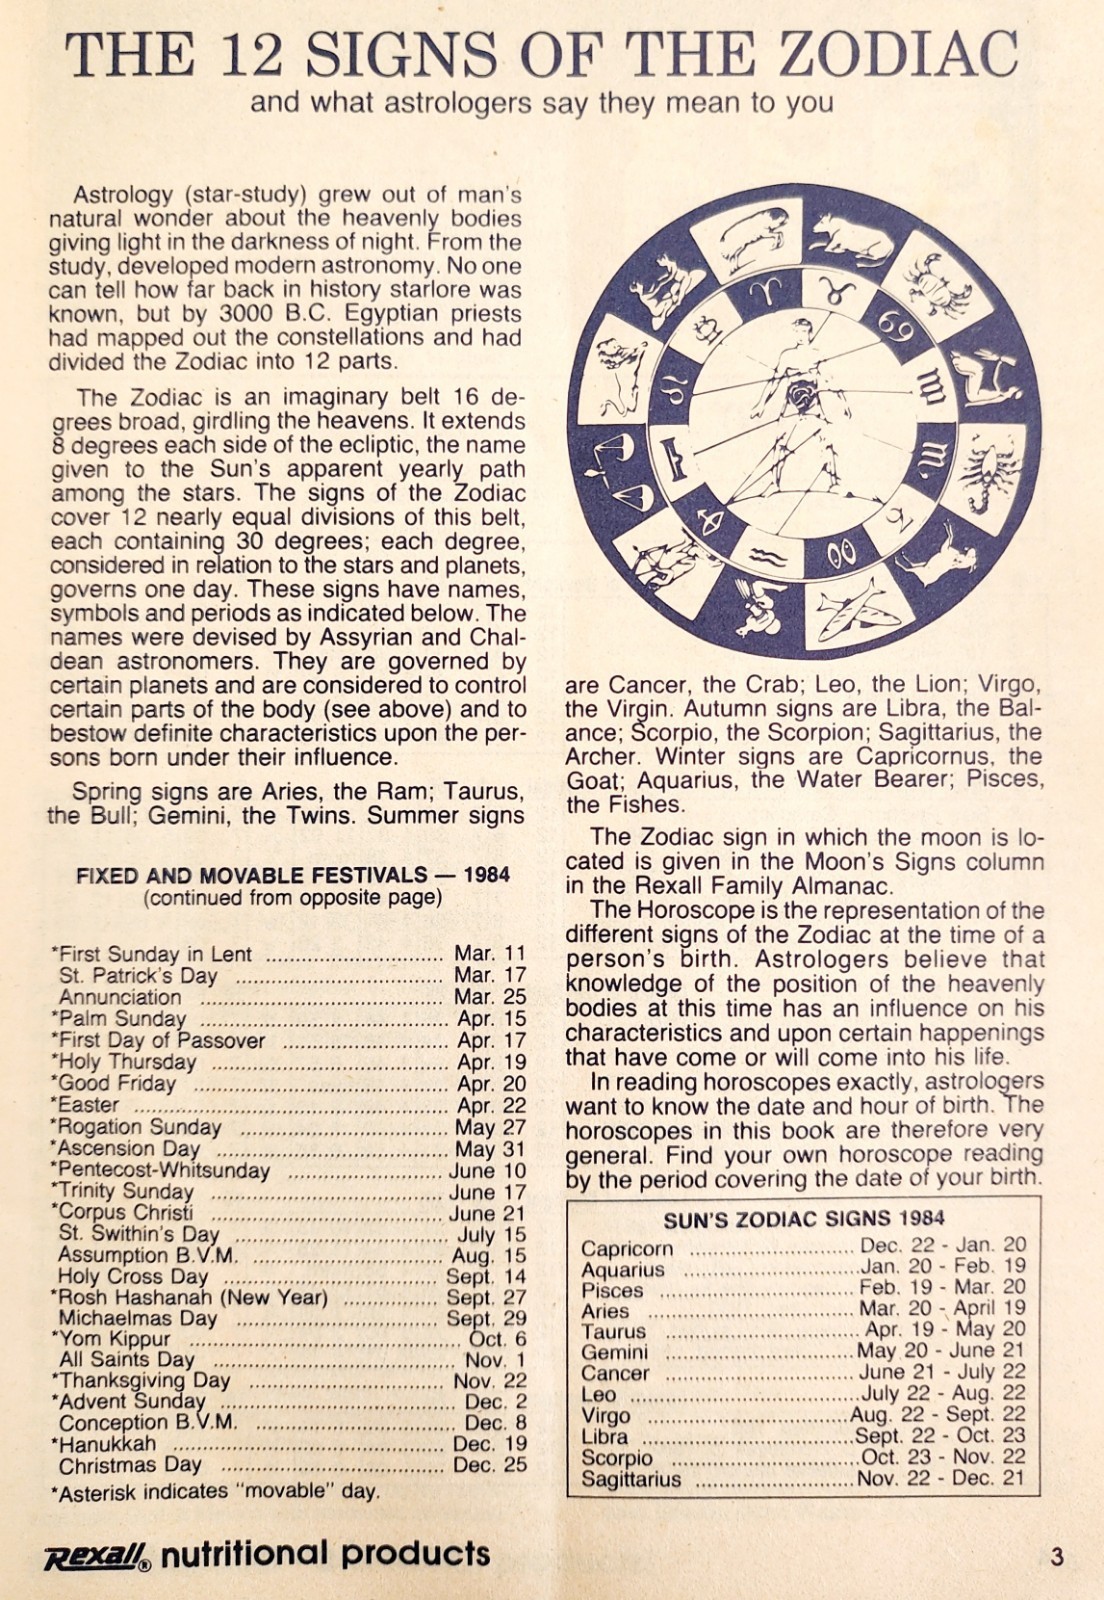 THE 12 SIGNS OF THE ZODIAC
and what astrologers say they mean to you
Astrology (star-study) grew out of man's
natural wonder about the heavenly bodies
giving light in the darkness of night. From the
study, developed modern astronomy. No one
can tell how far back in history starlore was
known, but by 3000 B.C. Egyptian priests
had mapped out the constellations and had
divided the Zodiac into 12 parts.
The Zodiac is an imaginary belt 16 de-
grees broad, girdling the heavens. It extends
8 degrees each side of the ecliptic, the name
given to the Sun's apparent yearly path
among the stars. The signs of the Zodiac
cover 12 nearly equal divisions of this belt,
each containing 30 degrees; each degree,
considered in relation to the stars and planets,
governs one day. These signs have names,
symbols and periods as indicated below. The
names were devised by Assyrian and Chal-
dean astronomers. They are governed by
certain planets and are considered to control
certain parts of the body (see above) and to
bestow definite characteristics upon the per-
sons born under their influence.
Spring signs are Aries, the Ram; Taurus,
the Bull; Gemini, the Twins. Summer signs
are Cancer, the Crab; Leo, the Lion; Virgo,
the Virgin. Autumn signs are Libra, the Bal-
ance; Scorpio, the Scorpion; Sagittarius, the
Archer. Winter signs are Capricornus, the
Goat; Aquarius, the Water Bearer; Pisces,
the Fishes.
The Zodiac sign in which the moon is lo-
cated is given in the Moon's Signs column
in the Rexall Family Almanac.
The Horoscope is the representation of the
different signs of the Zodiac at the time of a
person's birth. Astrologers believe that
knowledge of the position of the heavenly
bodies at this time has an influence on his
characteristics and upon certain happenings
that have come or will come into his life.
In reading horoscopes exactly, astrologers
want to know the date and hour of birth. The
horoscopes in this book are therefore very
general. Find your own horoscope reading
by the period covering the date of your birth.
FIXED AND MOVABLE FESTIVALS — 1984
(continued from opposite page)
*First Sunday in Lent ........ Mar. 11
St. Patrick's Day ........ Mar. 17
Annunciation ........ Mar. 25
*Palm Sunday ........ Apr. 15
*First Day of Passover ........ Apr. 17
*Holy Thursday ........ Apr. 19
*Good Friday ........ Apr. 20
*Easter ........ Apr. 22
*Rogation Sunday ........ May 27
*Ascension Day ........ May 31
*Pentecost-Whitsunday ........ June 10
*Trinity Sunday ........ June 17
*Corpus Christi ........ June 21
St. Swithin's Day ........ July 15
Assumption B.V.M. ........ Aug. 15
Holy Cross Day ........ Sept. 14
*Rosh Hashanah (New Year) ........ Sept. 27
Michaelmas Day ........ Sept. 29
*Yom Kippur ........ Oct. 6
All Saints Day ........ Nov. 1
*Thanksgiving Day ........ Nov. 22
*Advent Sunday ........ Dec. 2
Conception B.V.M. ........ Dec. 8
*Hanukkah ........ Dec. 19
Christmas Day ........ Dec. 25
*Asterisk indicates "movable" day.
SUN'S ZODIAC SIGNS 1984
Capricorn ........ Dec. 22 - Jan. 20
Aquarius ........ Jan. 20 - Feb. 19
Pisces ........ Feb. 19 - Mar. 20
Aries ........ Mar. 20 - April 19
Taurus ........ Apr. 19 - May 20
Gemini ........ May 20 - June 21
Cancer ........ June 21 - July 22
Leo ........ July 22 - Aug. 22
Virgo ........ Aug. 22 - Sept. 22
Libra ........ Sept. 22 - Oct. 23
Scorpio ........ Oct. 23 - Nov. 22
Sagittarius ........ Nov. 22 - Dec. 21
Rexall® nutritional products
3